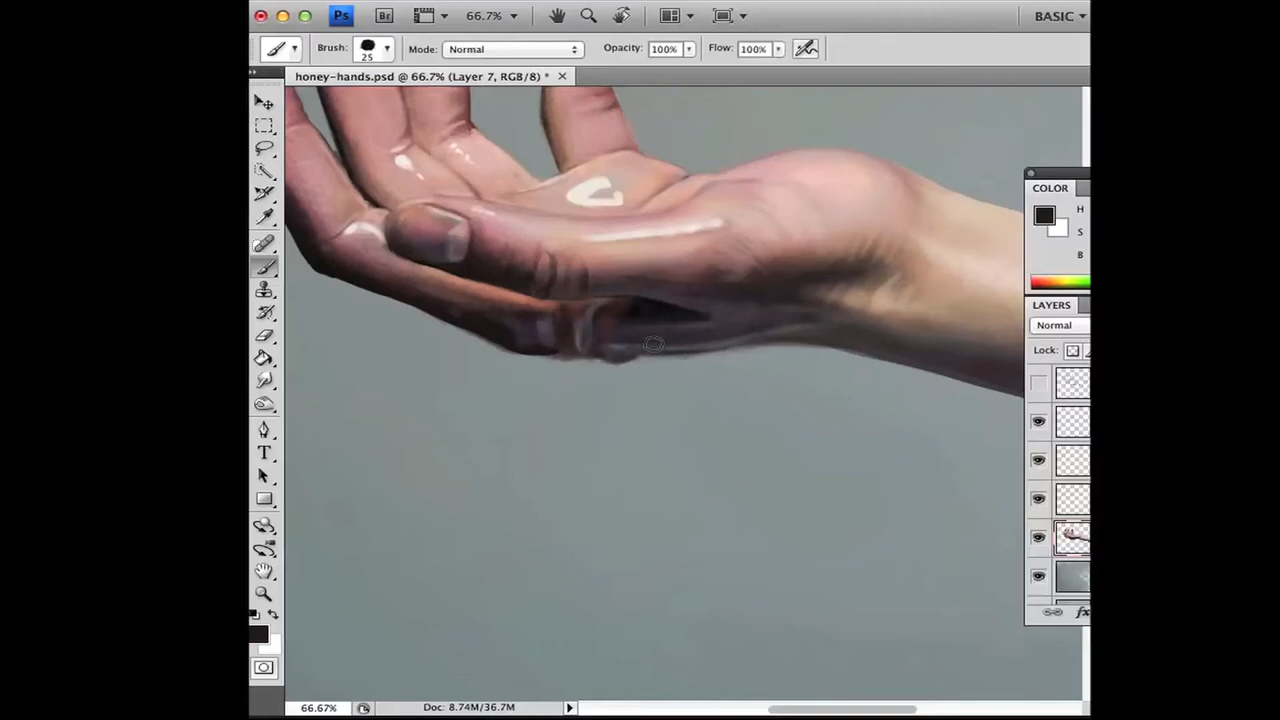 Ps Br 66.7% BASIC
Brush: 25 Mode: Normal Opacity: 100% Flow: 100%
honey-hands.psd @ 66.7% (Layer 7, RGB/8) *
COLOR
H
S
B
LAYERS
Normal
Lock:
T
fx
66.67% Doc: 8.74M/36.7M